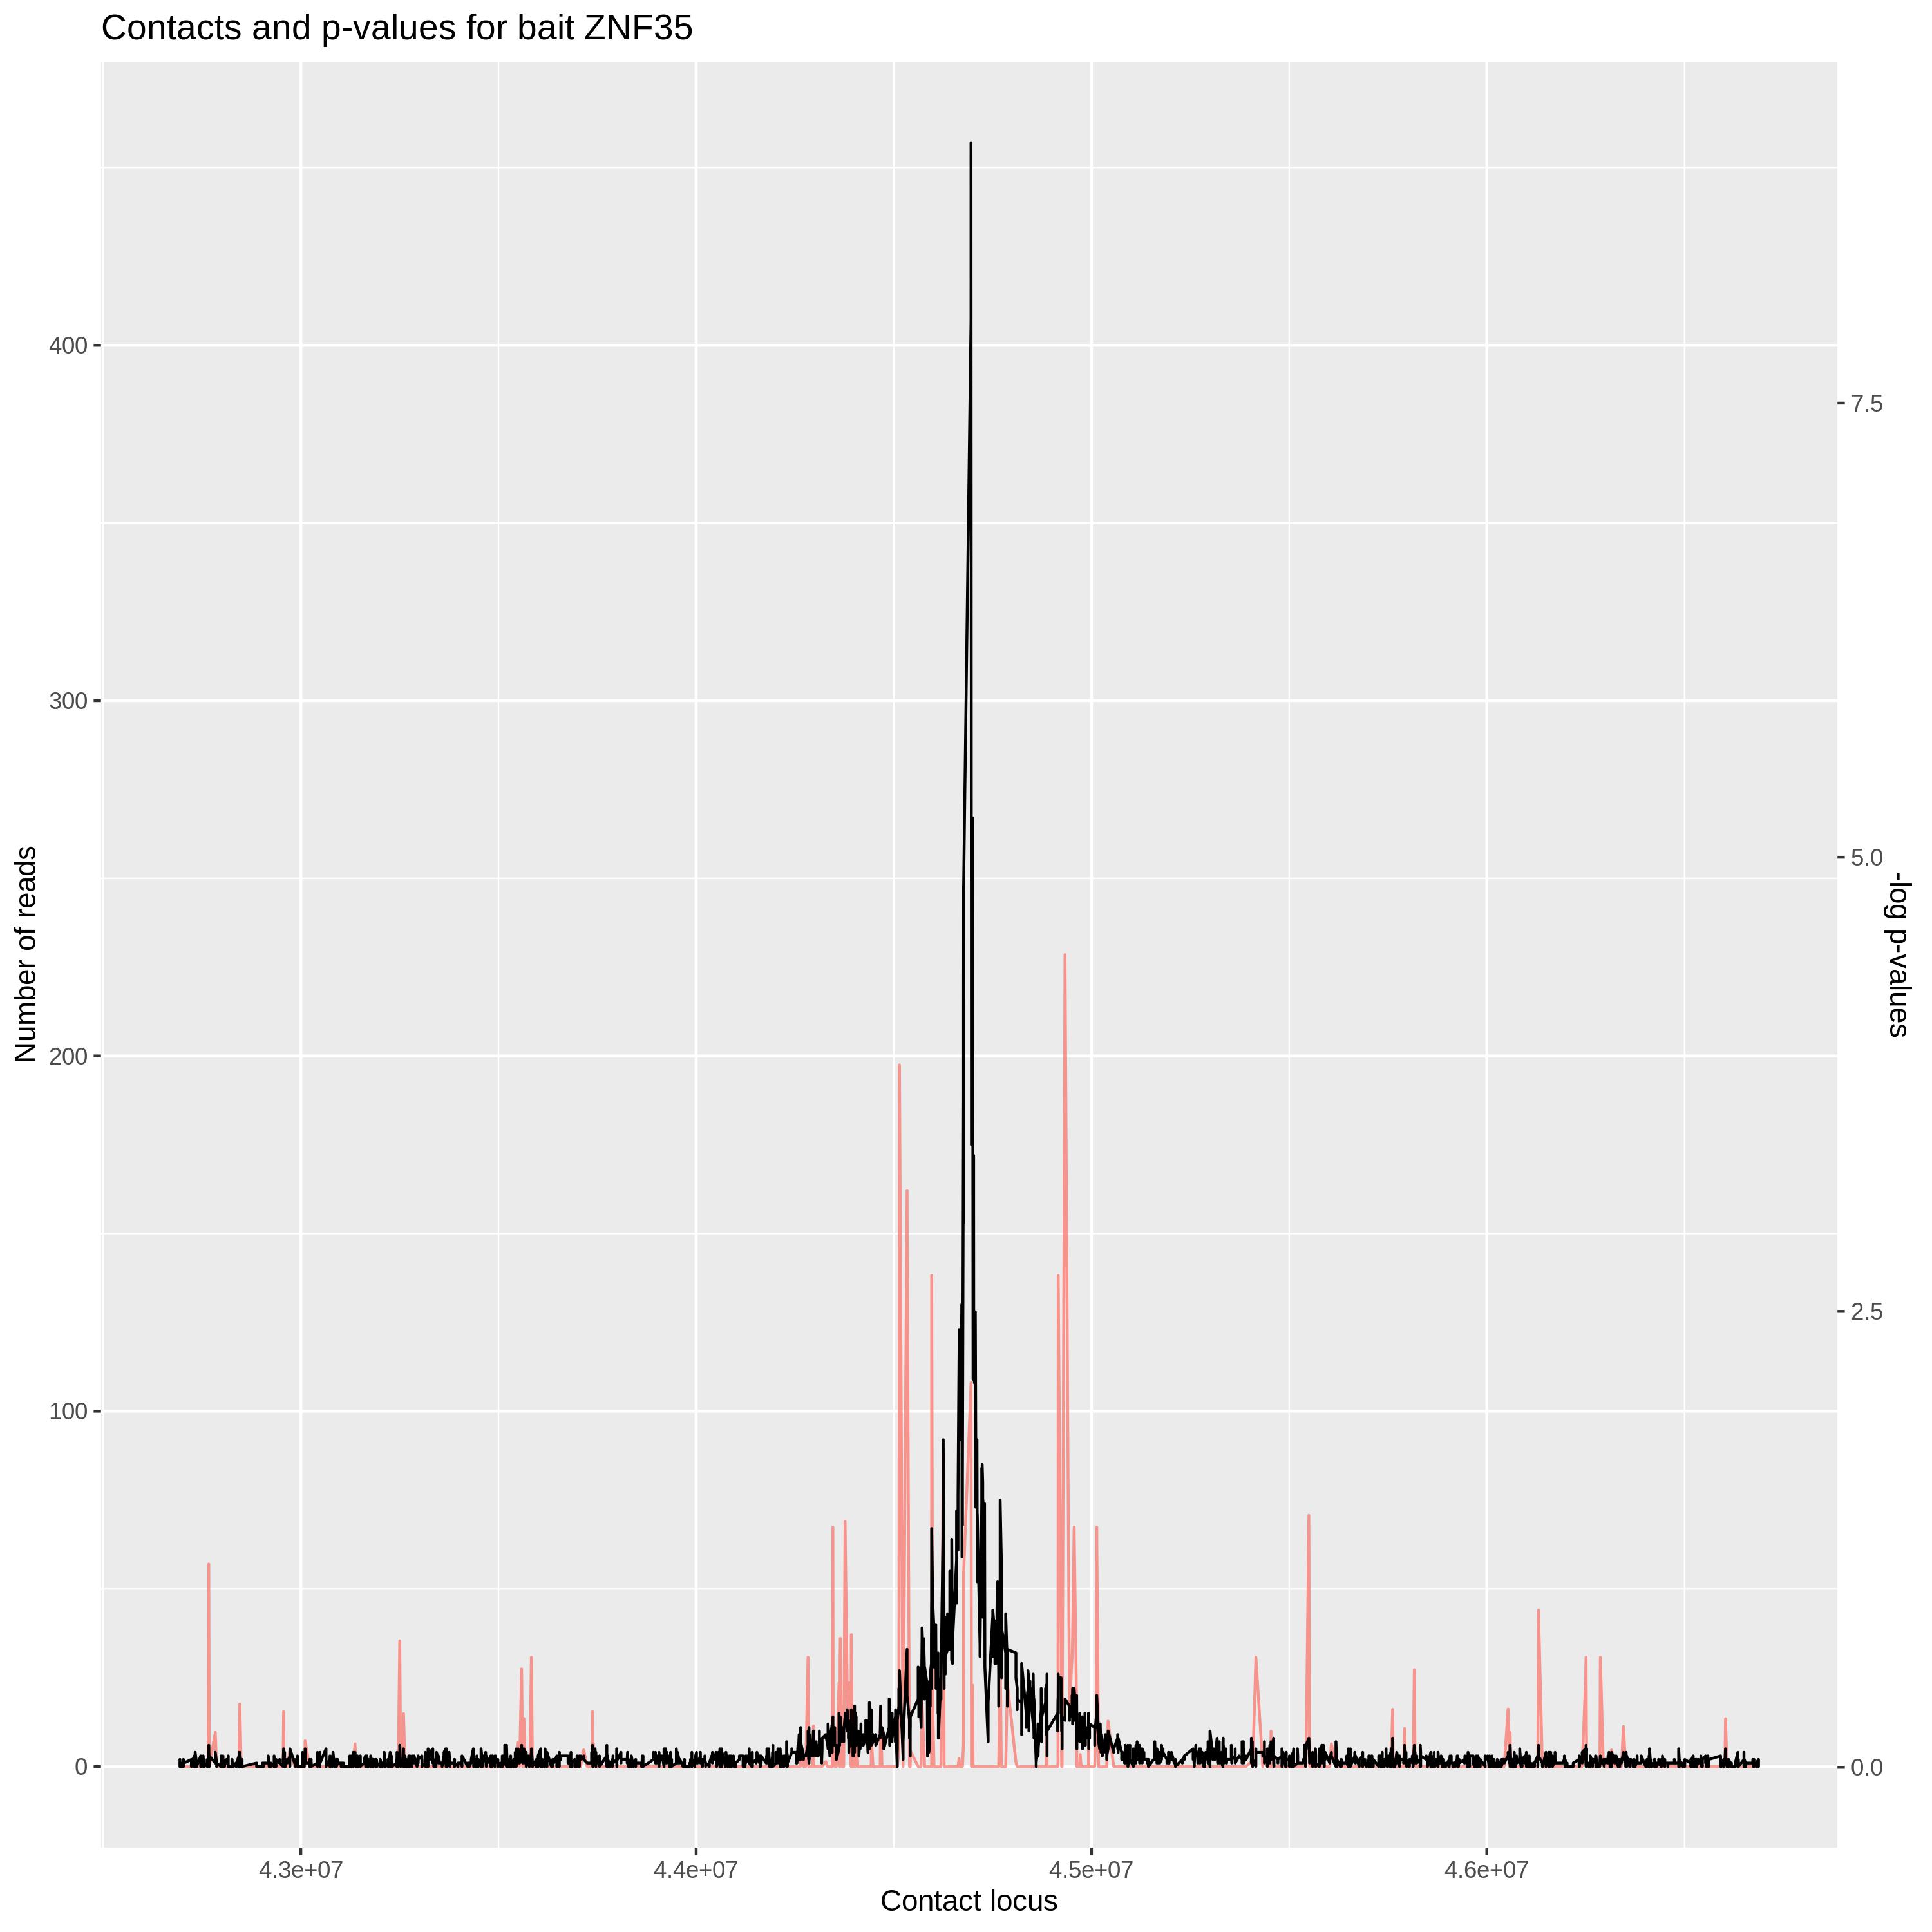 Contacts and p-values for bait ZNF35
400
300
200
100
0
Number of reads
7.5
5.0
2.5
0.0
-log p-values
4.3e+07 4.4e+07 4.5e+07 4.6e+07
Contact locus